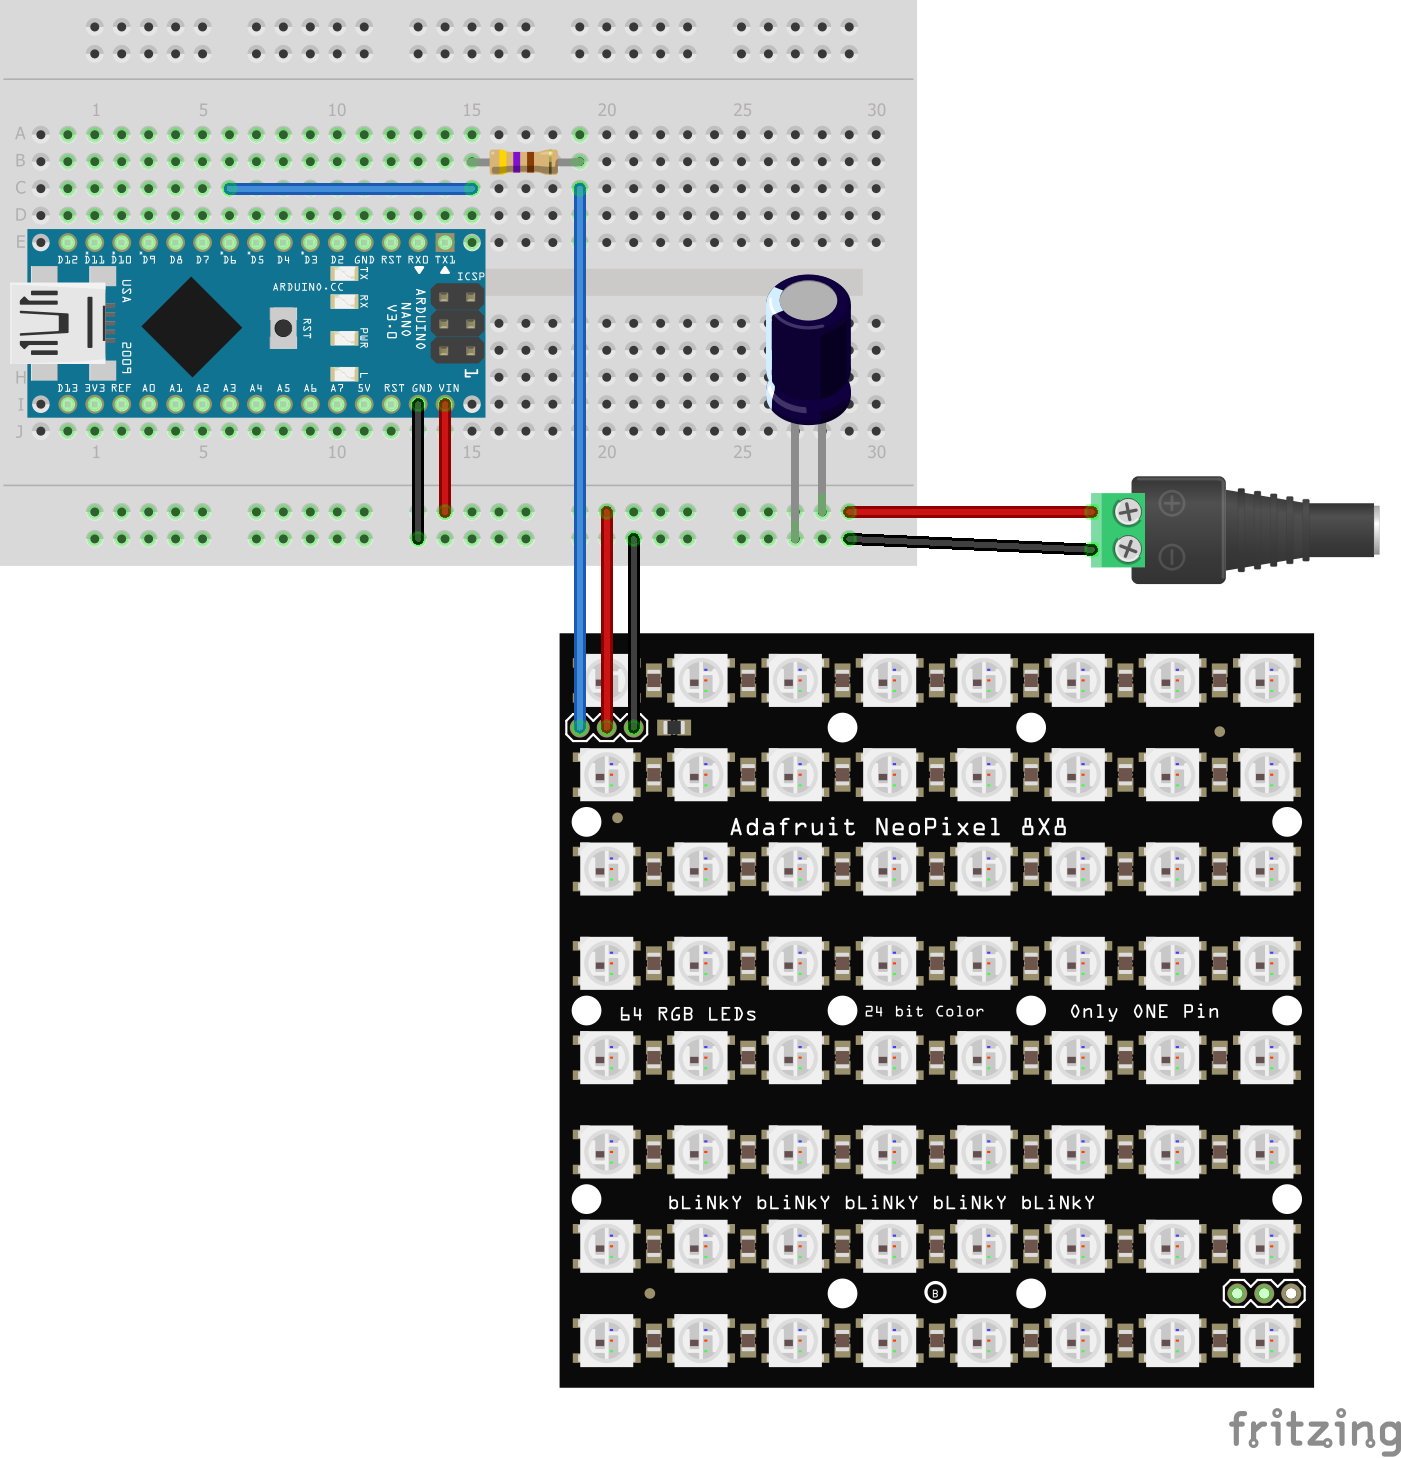 1 5 10 15 20 25 30
A
B
C
D
E
D12 D11 D10 D9 D8 D7 D6 D5 D4 D3 D2 GND RST RX0 TX1
USA
ARDUINO.CC
TX
RX
RST
PWR
L
2009
ARDUINO
NANO
V3.0
ICSP
1
H
D13 3V3 REF A0 A1 A2 A3 A4 A5 A6 A7 5V RST GND VIN
I
J
1 5 10 15 20 25 30
Adafruit NeoPixel 8X8
64 RGB LEDs 24 bit Color Only ONE Pin
bLiNkY bLiNkY bLiNkY bLiNkY bLiNkY
B
fritzing